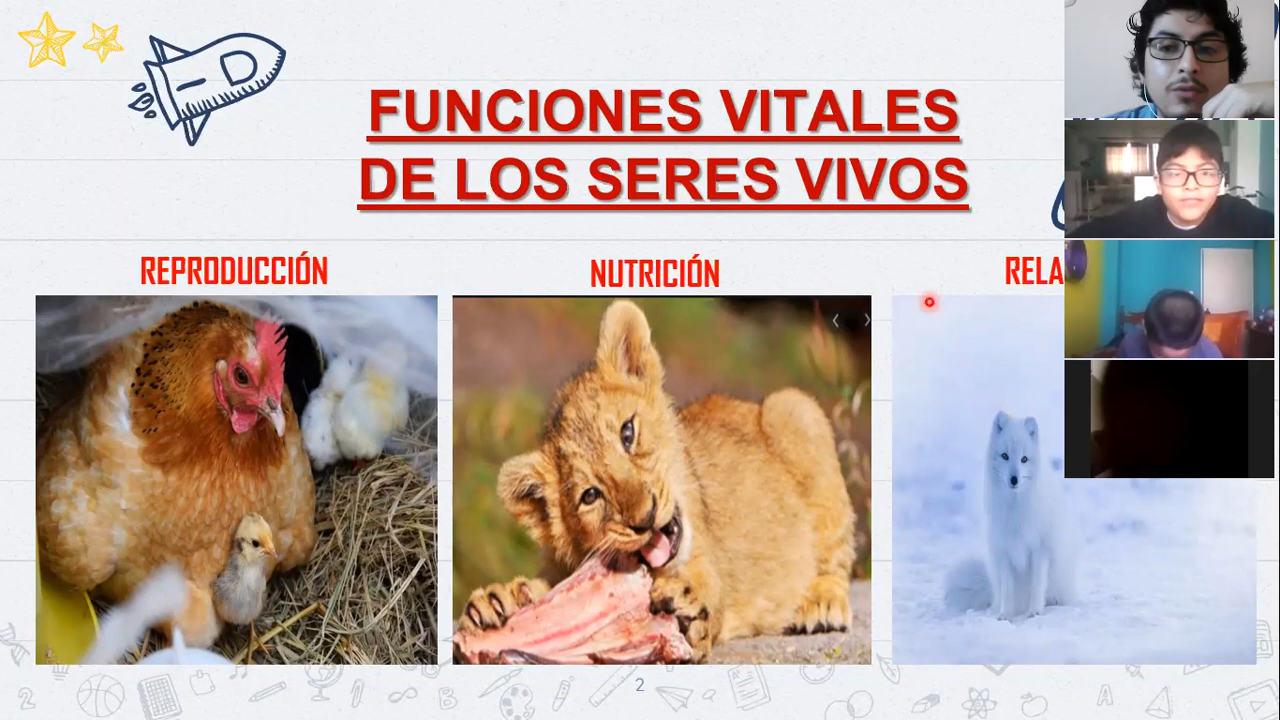 FUNCIONES VITALES
DE LOS SERES VIVOS
REPRODUCCIÓN
NUTRICIÓN
RELA
2